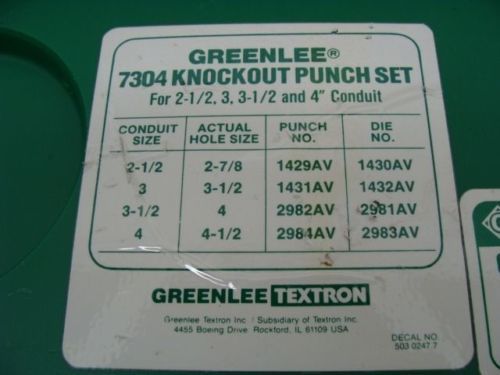 GREENLEE®
7304 KNOCKOUT PUNCH SET
For 2-1/2, 3, 3-1/2 and 4" Conduit
CONDUIT SIZE ACTUAL HOLE SIZE PUNCH NO. DIE NO.
2-1/2 2-7/8 1429AV 1430AV
3 3-1/2 1431AV 1432AV
3-1/2 4 2982AV 2981AV
4 4-1/2 2984AV 2983AV
GREENLEE TEXTRON
Greenlee Textron Inc. / Subsidiary of Textron Inc.
4455 Boeing Drive Rockford, IL 61109 USA
DECAL NO.
503 0247.7